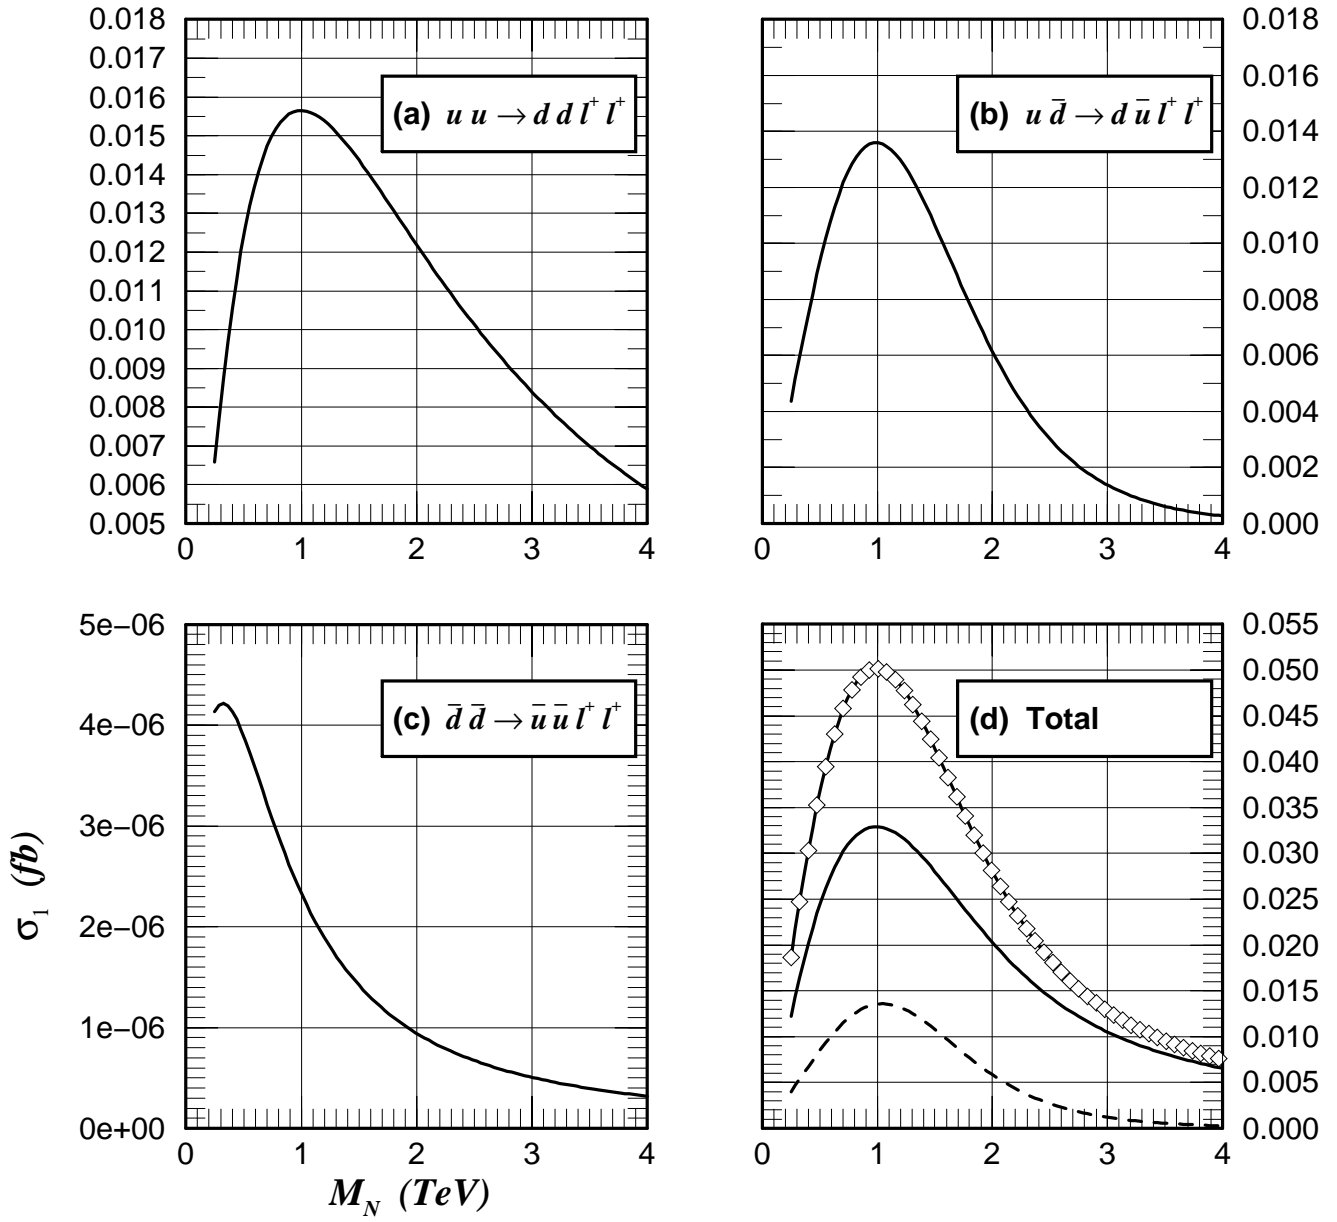 0.018
0.017
0.016
0.015
0.014
0.013
0.012
0.011
0.010
0.009
0.008
0.007
0.006
0.005
0 1 2 3 4
(a) u u → d d l⁺ l⁺
0.018
0.016
0.014
0.012
0.010
0.008
0.006
0.004
0.002
0.000
0 1 2 3 4
(b) u d̄ → d ū l⁺ l⁺
5e−06
4e−06
3e−06
2e−06
1e−06
0e+00
0 1 2 3 4
(c) d̄ d̄ → ū ū l⁺ l⁺
σ₁ (fb)
M_N (TeV)
0.055
0.050
0.045
0.040
0.035
0.030
0.025
0.020
0.015
0.010
0.005
0.000
0 1 2 3 4
(d) Total